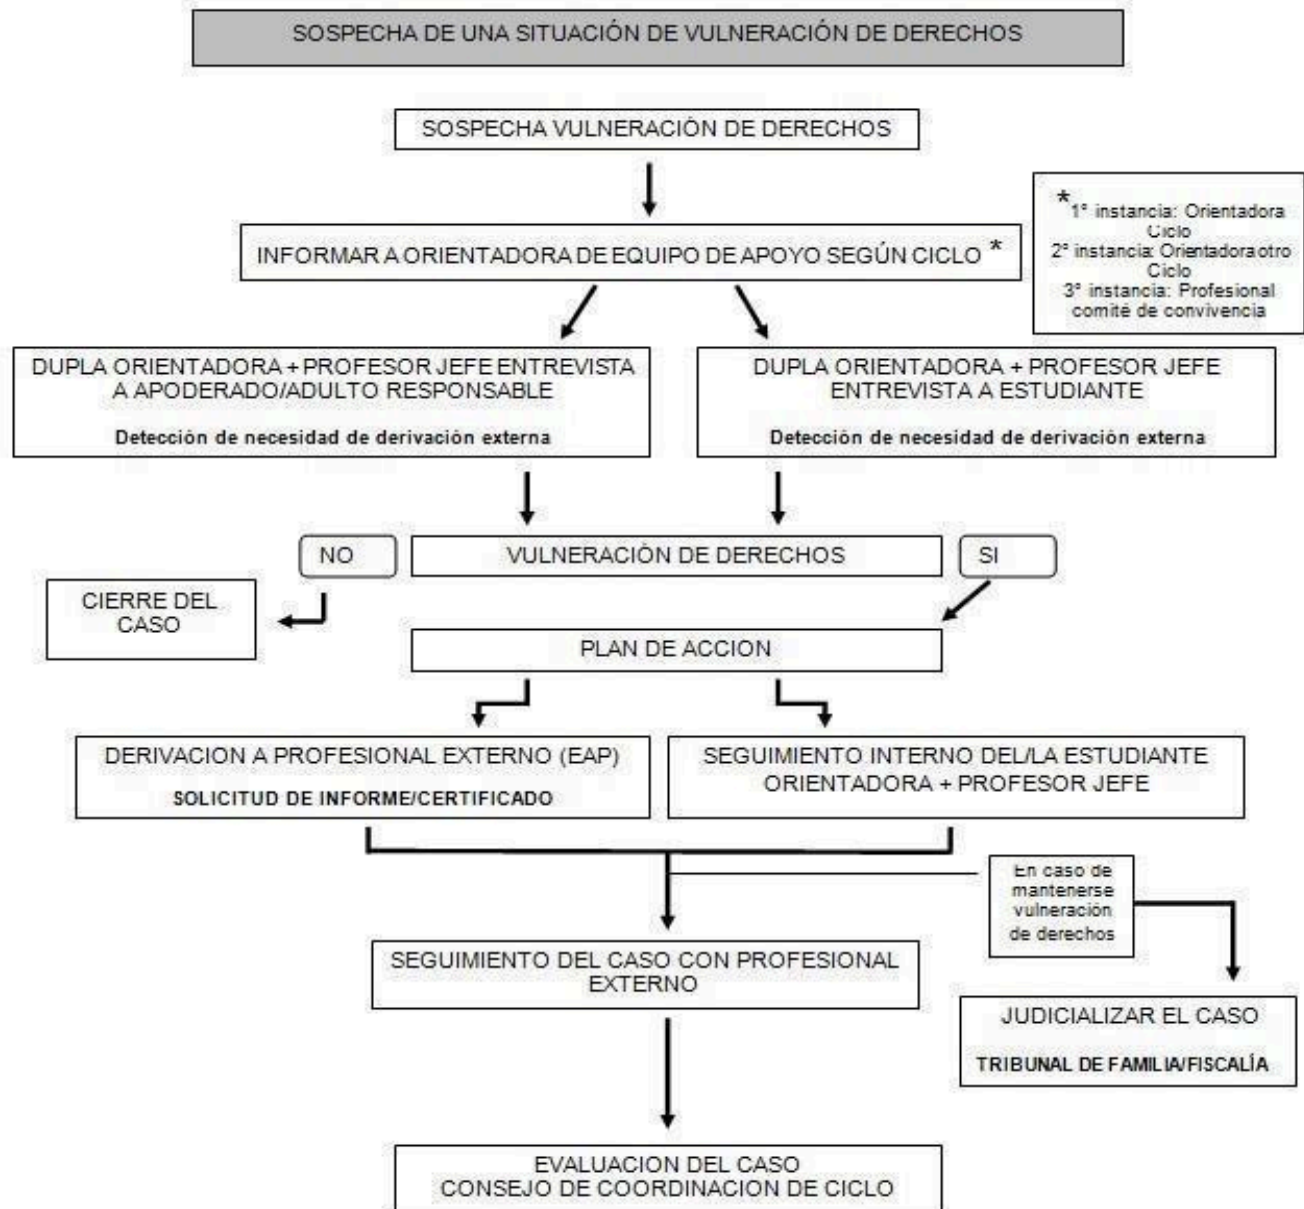 SOSPECHA DE UNA SITUACIÓN DE VULNERACIÓN DE DERECHOS
SOSPECHA VULNERACIÓN DE DERECHOS
INFORMAR A ORIENTADORA DE EQUIPO DE APOYO SEGÚN CICLO *
*1° instancia: Orientadora
Ciclo
2° instancia: Orientadora otro
Ciclo
3° instancia: Profesional
comité de convivencia
DUPLA ORIENTADORA + PROFESOR JEFE ENTREVISTA
A APODERADO/ADULTO RESPONSABLE
Detección de necesidad de derivación externa
DUPLA ORIENTADORA + PROFESOR JEFE
ENTREVISTA A ESTUDIANTE
Detección de necesidad de derivación externa
NO
VULNERACIÓN DE DERECHOS
SI
CIERRE DEL
CASO
PLAN DE ACCION
DERIVACION A PROFESIONAL EXTERNO (EAP)
SOLICITUD DE INFORME/CERTIFICADO
SEGUIMIENTO INTERNO DEL/LA ESTUDIANTE
ORIENTADORA + PROFESOR JEFE
En caso de
mantenerse
vulneración
de derechos
SEGUIMIENTO DEL CASO CON PROFESIONAL
EXTERNO
JUDICIALIZAR EL CASO
TRIBUNAL DE FAMILIA/FISCALÍA
EVALUACION DEL CASO
CONSEJO DE COORDINACION DE CICLO